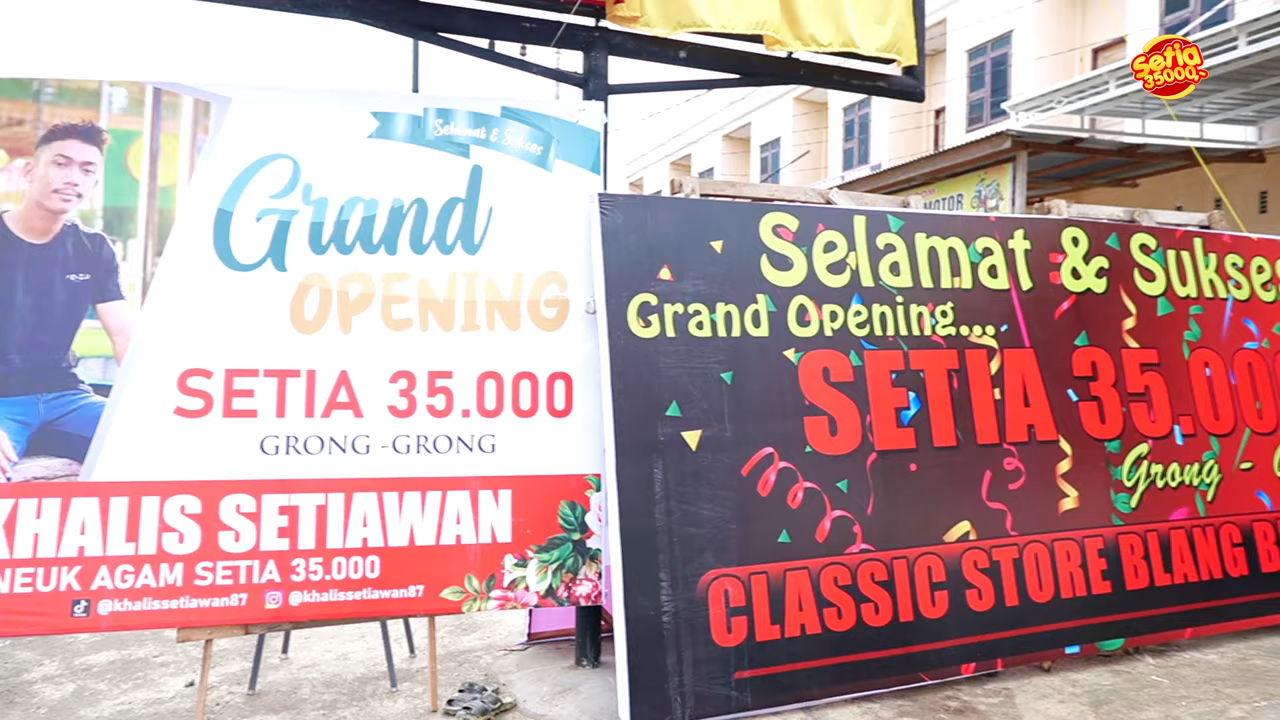 Setia
35000,-
Selamat & Sukses
Grand
OPENING
SETIA 35.000
GRONG -GRONG
KHALIS SETIAWAN
NEUK AGAM SETIA 35.000
@khalissetiawan87 @khalissetiawan87
MOTOR
Selamat & Sukses
Grand Opening...
SETIA 35.00
Grong -
CLASSIC STORE BLANG